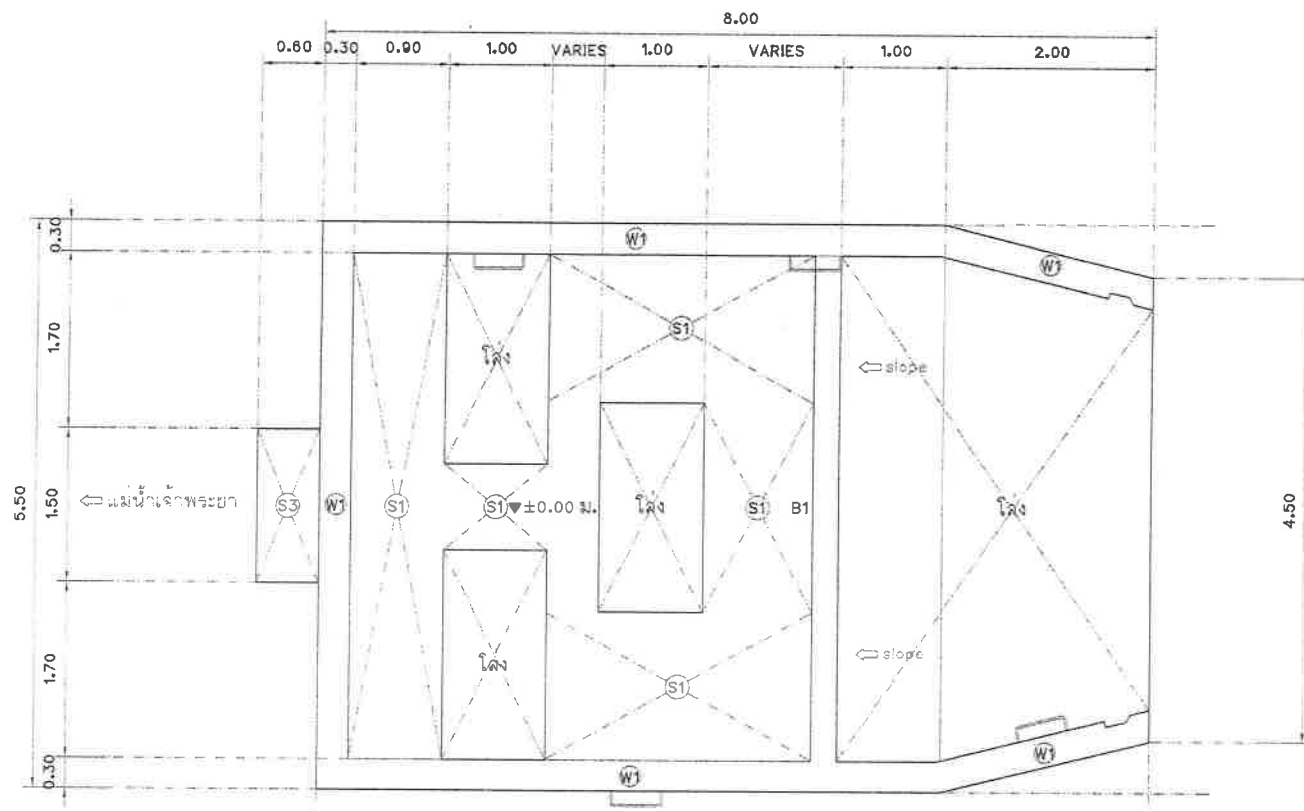 8.00
0.60 0.30 0.90 1.00 VARIES 1.00 VARIES 1.00 2.00
0.30
W1
W1
1.70
S1
โล่ง
⇦ slope
5.50
1.50
⇦ แม่น้ำเจ้าพระยา
S3
W1
S1
S1 ▼±0.00 ม.
โล่ง
S1
B1
โล่ง
4.50
1.70
โล่ง
S1
⇦ slope
0.30
W1
W1